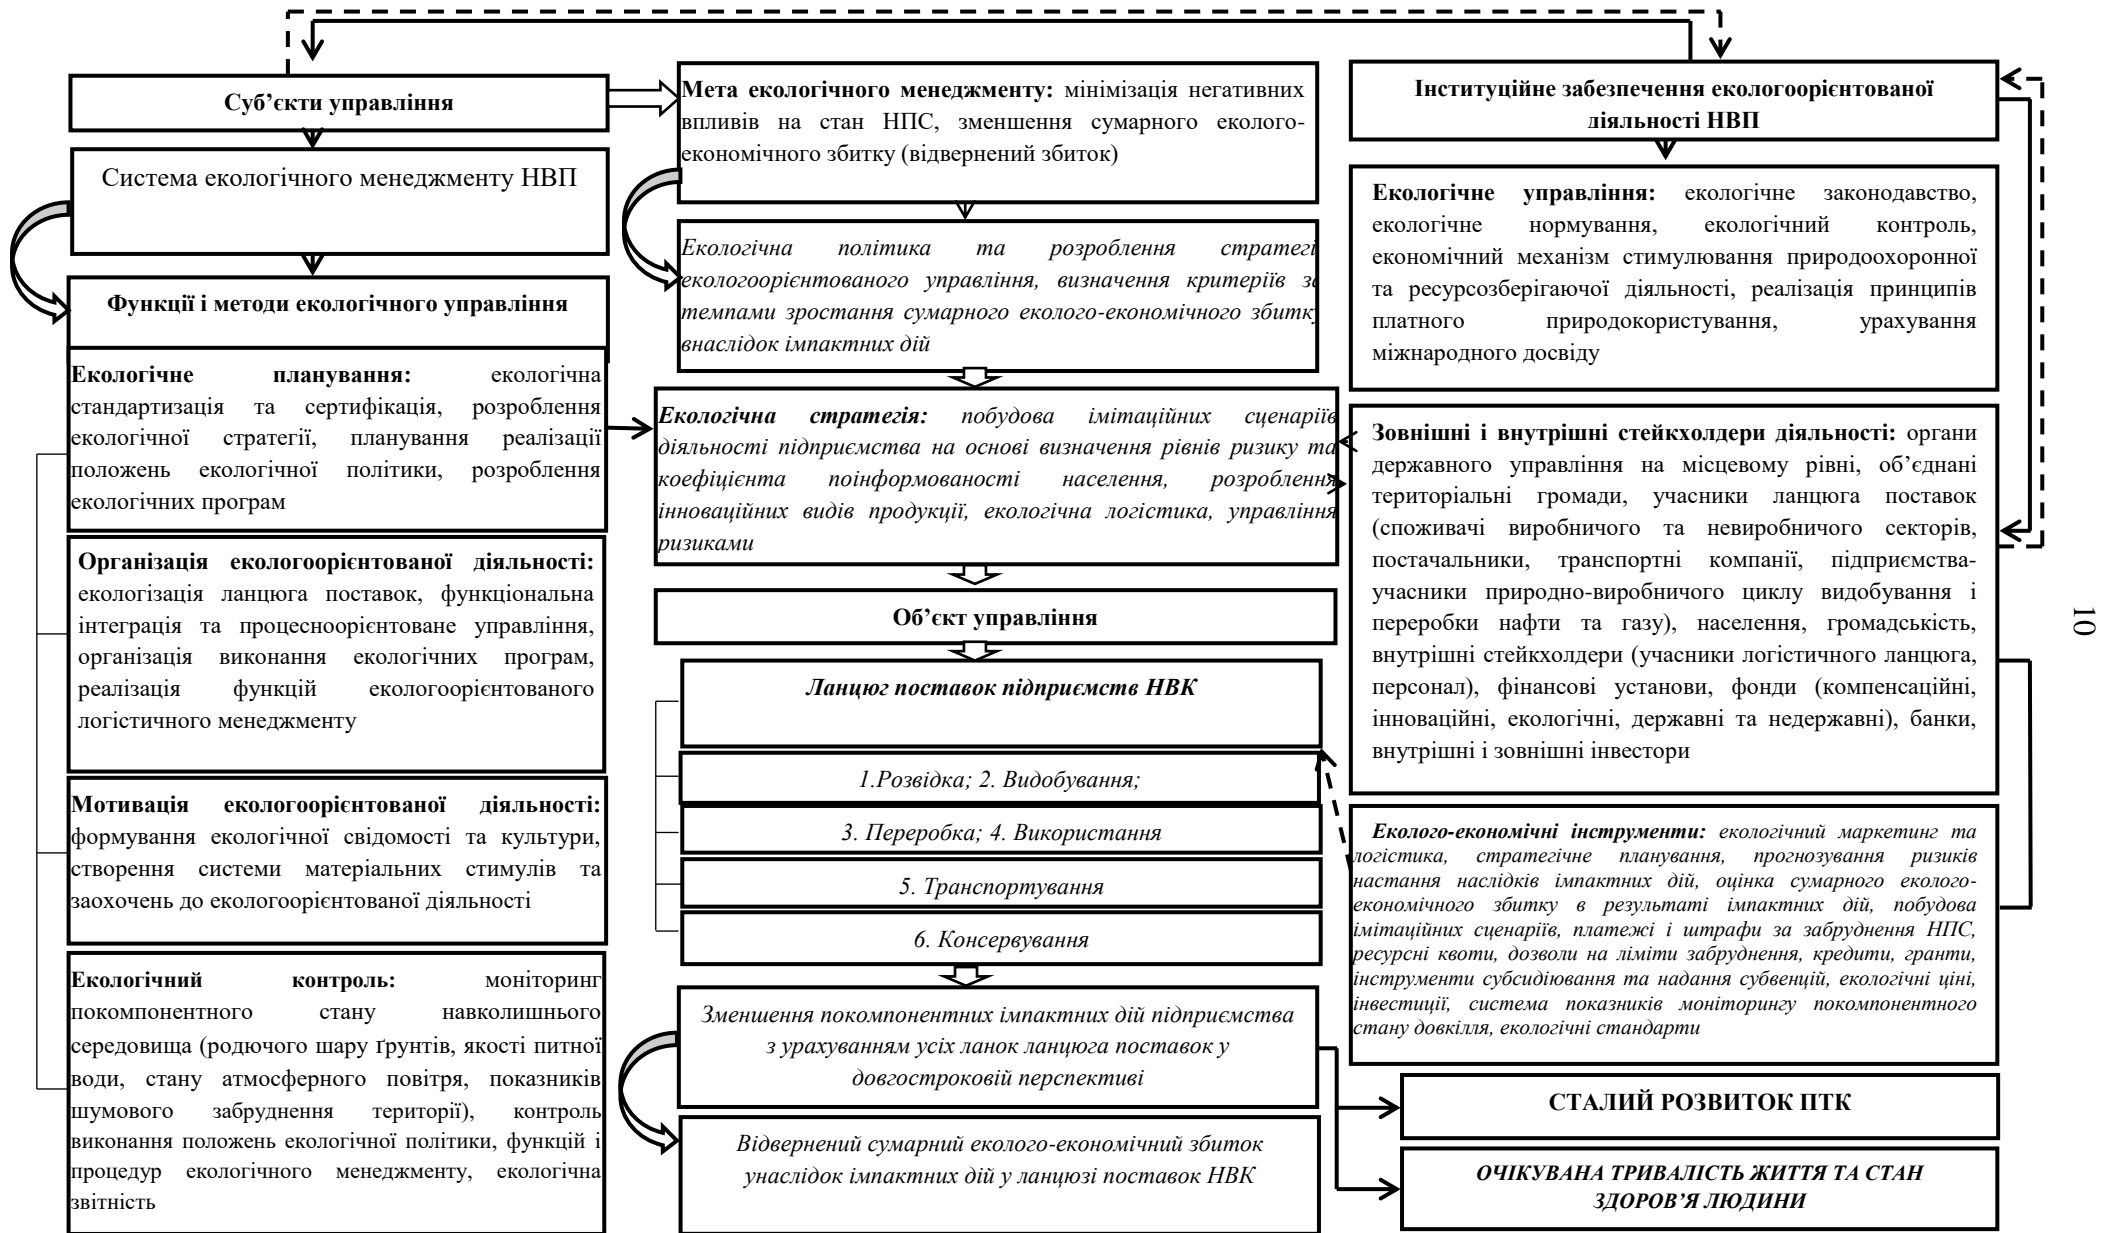 Суб’єкти управління
Система екологічного менеджменту НВП
Функції і методи екологічного управління
Екологічне планування: екологічна
стандартизація та сертифікація, розроблення
екологічної стратегії, планування реалізації
положень екологічної політики, розроблення
екологічних програм
Організація екологоорієнтованої діяльності:
екологізація ланцюга поставок, функціональна
інтеграція та процесноорієнтоване управління,
організація виконання екологічних програм,
реалізація функцій екологоорієнтованого
логістичного менеджменту
Мотивація екологоорієнтованої діяльності:
формування екологічної свідомості та культури,
створення системи матеріальних стимулів та
заохочень до екологоорієнтованої діяльності
Екологічний контроль: моніторинг
покомпонентного стану навколишнього
середовища (родючого шару ґрунтів, якості питної
води, стану атмосферного повітря, показників
шумового забруднення території), контроль
виконання положень екологічної політики, функцій і
процедур екологічного менеджменту, екологічна
звітність
Мета екологічного менеджменту: мінімізація негативних
впливів на стан НПС, зменшення сумарного еколого-
економічного збитку (відвернений збиток)
Екологічна політика та розроблення стратегії
екологоорієнтованого управління, визначення критеріїв за
темпами зростання сумарного еколого-економічного збитку
внаслідок імпактних дій
Екологічна стратегія: побудова імітаційних сценаріїв
діяльності підприємства на основі визначення рівнів ризику та
коефіцієнта поінформованості населення, розроблення
інноваційних видів продукції, екологічна логістика, управління
ризиками
Об’єкт управління
Ланцюг поставок підприємств НВК
1.Розвідка; 2. Видобування;
3. Переробка; 4. Використання
5. Транспортування
6. Консервування
Зменшення покомпонентних імпактних дій підприємства
з урахуванням усіх ланок ланцюга поставок у
довгостроковій перспективі
Відвернений сумарний еколого-економічний збиток
унаслідок імпактних дій у ланцюзі поставок НВК
Інституційне забезпечення екологоорієнтованої
діяльності НВП
Екологічне управління: екологічне законодавство,
екологічне нормування, екологічний контроль,
економічний механізм стимулювання природоохоронної
та ресурсозберігаючої діяльності, реалізація принципів
платного природокористування, урахування
міжнародного досвіду
Зовнішні і внутрішні стейкхолдери діяльності: органи
державного управління на місцевому рівні, об’єднані
територіальні громади, учасники ланцюга поставок
(споживачі виробничого та невиробничого секторів,
постачальники, транспортні компанії, підприємства-
учасники природно-виробничого циклу видобування і
переробки нафти та газу), населення, громадськість,
внутрішні стейкхолдери (учасники логістичного ланцюга,
персонал), фінансові установи, фонди (компенсаційні,
інноваційні, екологічні, державні та недержавні), банки,
внутрішні і зовнішні інвестори
Еколого-економічні інструменти: екологічний маркетинг та
логістика, стратегічне планування, прогнозування ризиків
настання наслідків імпактних дій, оцінка сумарного еколого-
економічного збитку в результаті імпактних дій, побудова
імітаційних сценаріїв, платежі і штрафи за забруднення НПС,
ресурсні квоти, дозволи на ліміти забруднення, кредити, гранти,
інструменти субсидіювання та надання субвенцій, екологічні ціні,
інвестиції, система показників моніторингу покомпонентного
стану довкілля, екологічні стандарти
СТАЛИЙ РОЗВИТОК ПТК
ОЧІКУВАНА ТРИВАЛІСТЬ ЖИТТЯ ТА СТАН
ЗДОРОВ’Я ЛЮДИНИ
10